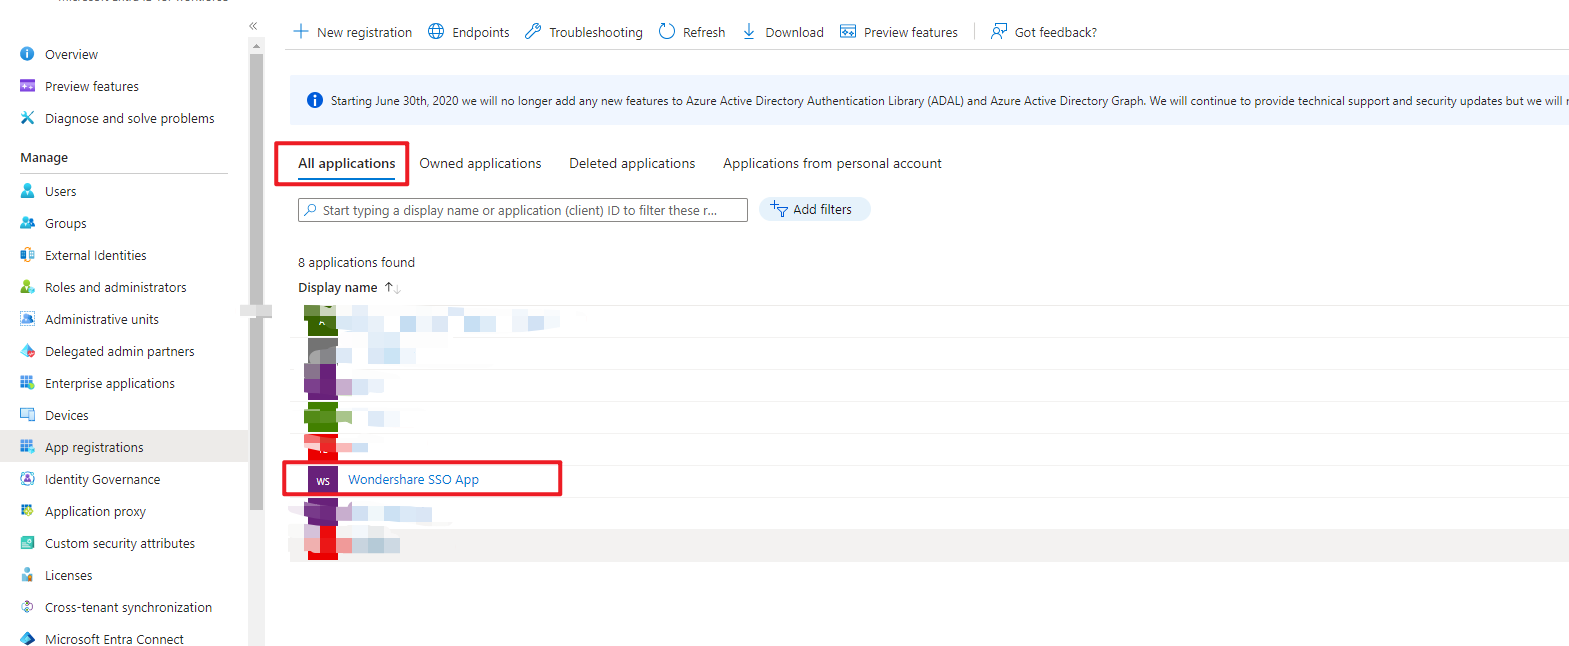 New registration
Endpoints
Troubleshooting
Refresh
Download
Preview features
Got feedback?
Overview
Preview features
Diagnose and solve problems
Manage
Users
Groups
External Identities
Roles and administrators
Administrative units
Delegated admin partners
Enterprise applications
Devices
App registrations
Identity Governance
Application proxy
Custom security attributes
Licenses
Cross-tenant synchronization
Microsoft Entra Connect
Starting June 30th, 2020 we will no longer add any new features to Azure Active Directory Authentication Library (ADAL) and Azure Active Directory Graph. We will continue to provide technical support and security updates but we will
All applications
Owned applications
Deleted applications
Applications from personal account
Start typing a display name or application (client) ID to filter these r...
Add filters
8 applications found
Display name
WS
Wondershare SSO App